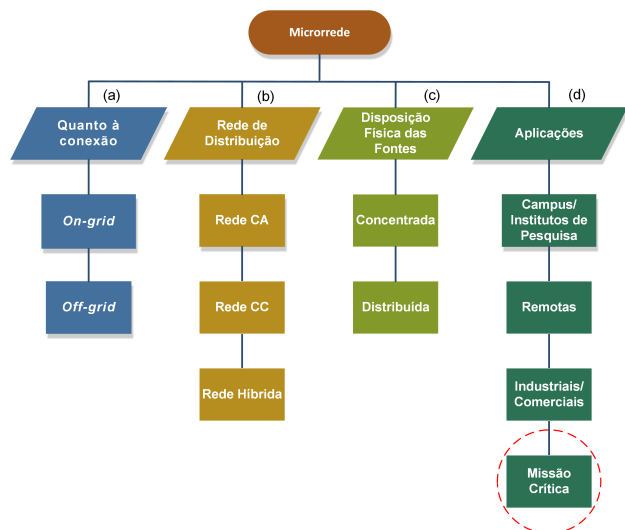 Microrrede
(a)
(b)
(c)
(d)
Quanto à
conexão
Rede de
Distribuição
Disposição
Fisica das
Fontes
Aplicações
On-grid
Rede CA
Concentrada
Campus/
Institutos de
Pesquisa
Off-grid
Rede CC
Distribuída
Remotas
Rede Híbrida
Industriais/
Comerciais
Missão
Crítica